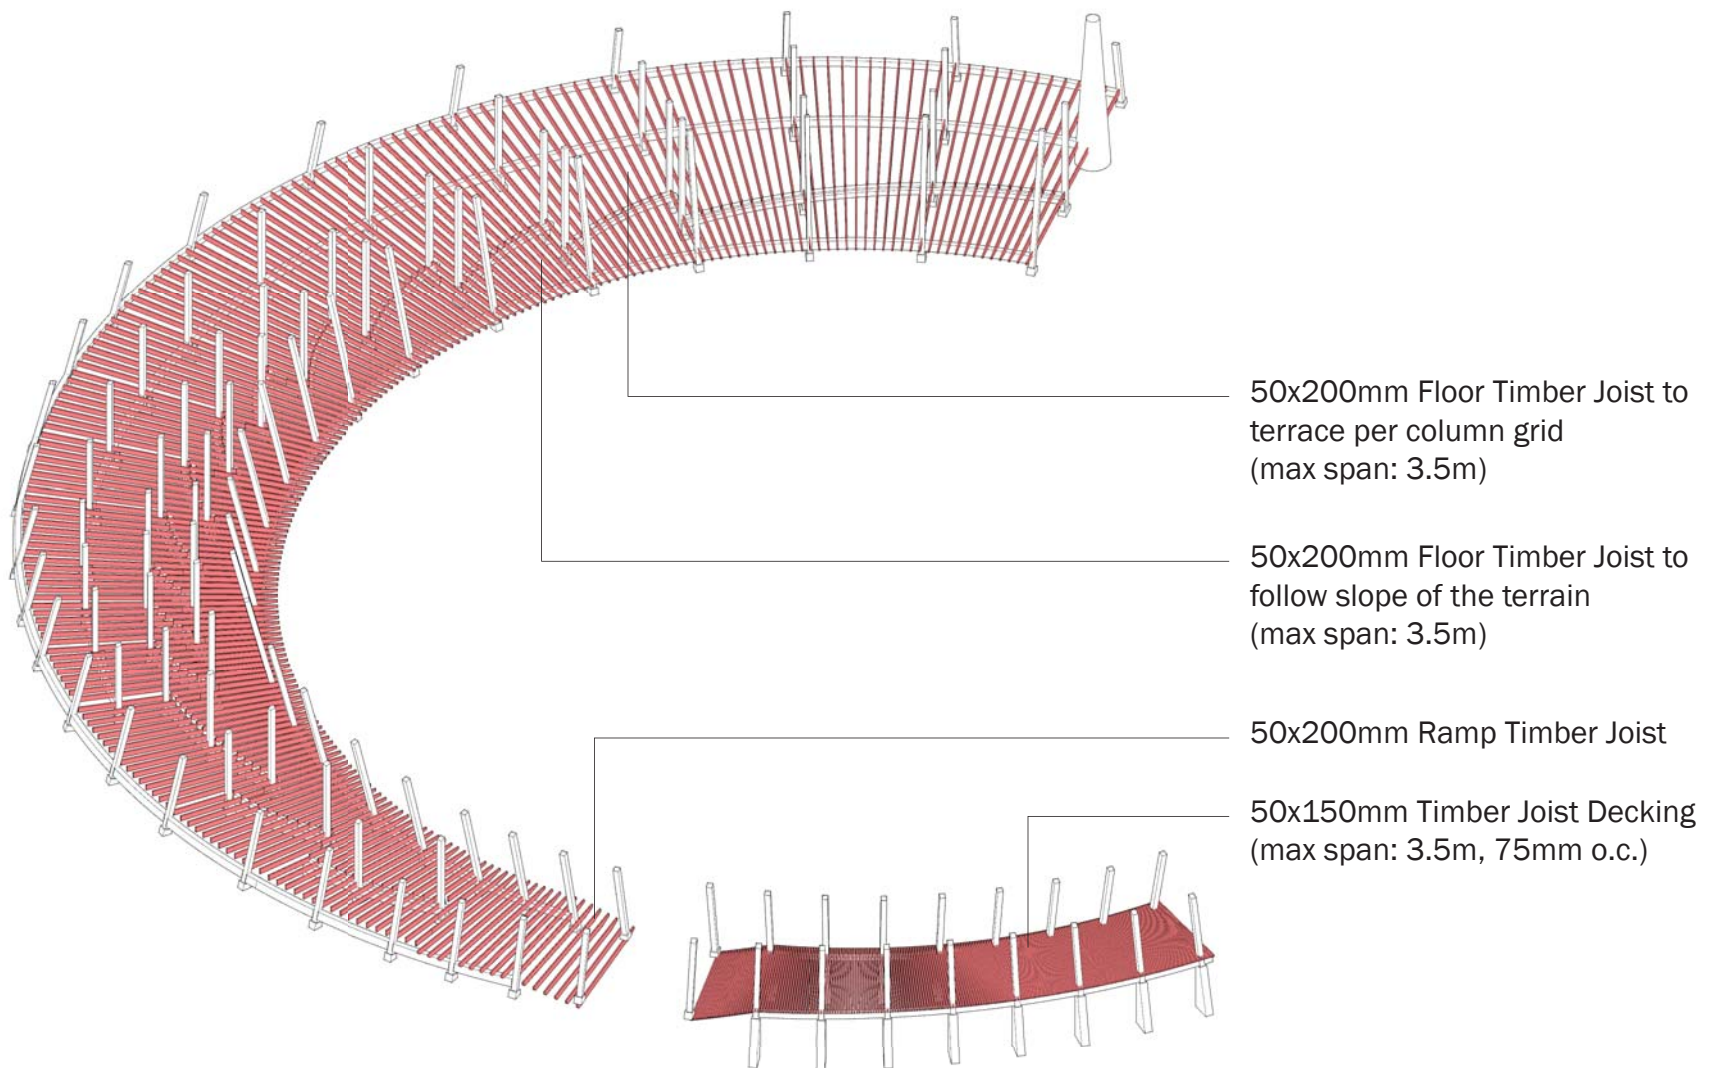 50x200mm Floor Timber Joist to
terrace per column grid
(max span: 3.5m)
50x200mm Floor Timber Joist to
follow slope of the terrain
(max span: 3.5m)
50x200mm Ramp Timber Joist
50x150mm Timber Joist Decking
(max span: 3.5m, 75mm o.c.)